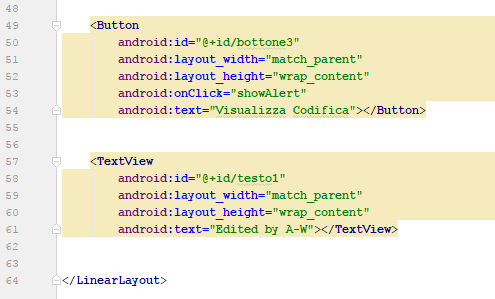 48
49 <Button
50 android:id="@+id/bottone3"
51 android:layout_width="match_parent"
52 android:layout_height="wrap_content"
53 android:onClick="showAlert"
54 android:text="Visualizza Codifica"></Button>
55
56
57 <TextView
58 android:id="@+id/testo1"
59 android:layout_width="match_parent"
60 android:layout_height="wrap_content"
61 android:text="Edited by A-W"></TextView>
62
63
64 </LinearLayout>